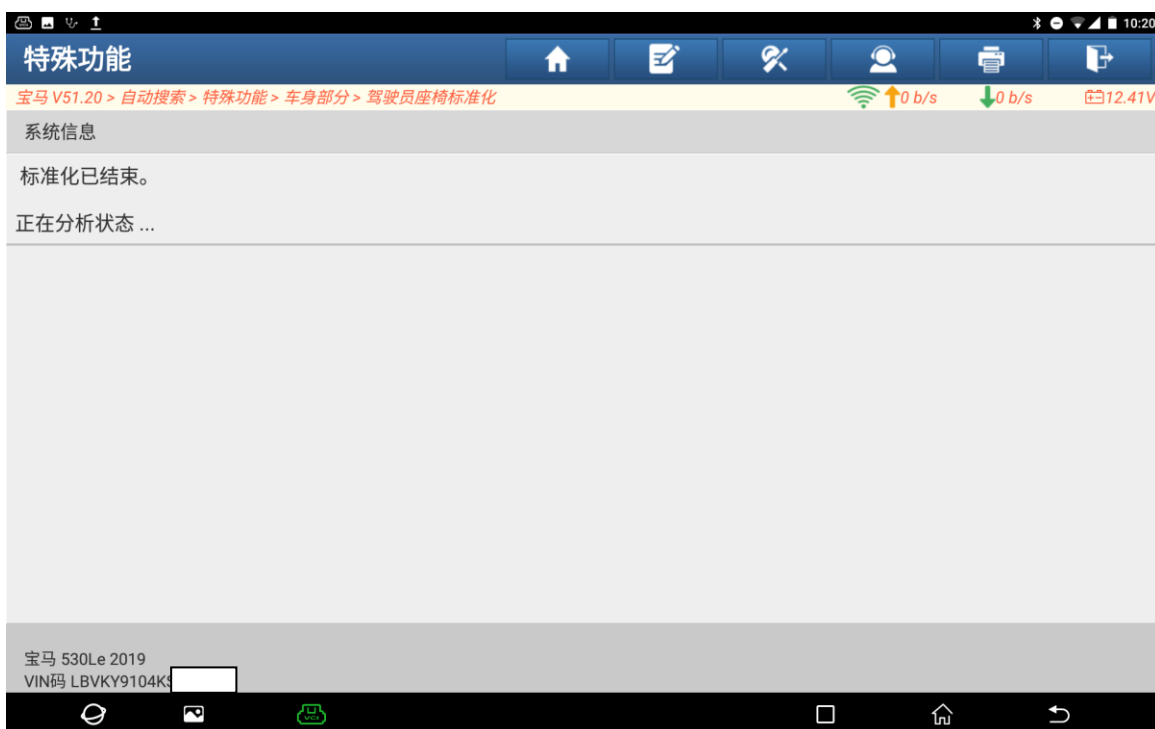 10:20
特殊功能
宝马 V51.20 > 自动搜索 > 特殊功能 > 车身部分 > 驾驶员座椅标准化
0 b/s
0 b/s
12.41V
系统信息
标准化已结束。
正在分析状态 ...
宝马 530Le 2019
VIN码 LBVKY9104KS
VCI